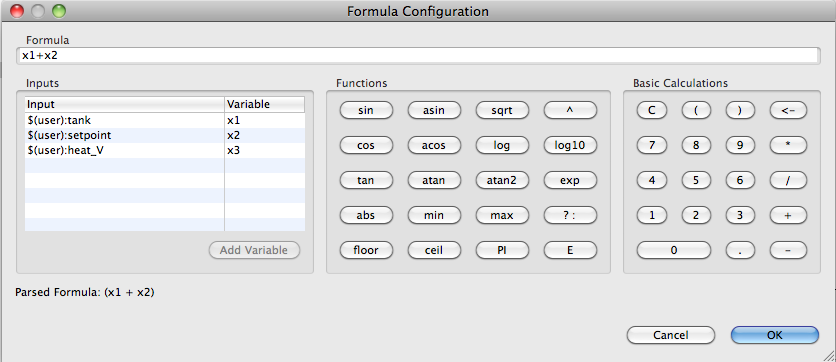 Formula Configuration
Formula
x1+x2
Inputs
Functions
Basic Calculations
Input Variable
$(user):tank x1
$(user):setpoint x2
$(user):heat_V x3
Add Variable
sin asin sqrt ^
cos acos log log10
tan atan atan2 exp
abs min max ? :
floor ceil PI E
C ( ) <-
7 8 9 *
4 5 6 /
1 2 3 +
0 . -
Parsed Formula: (x1 + x2)
Cancel OK